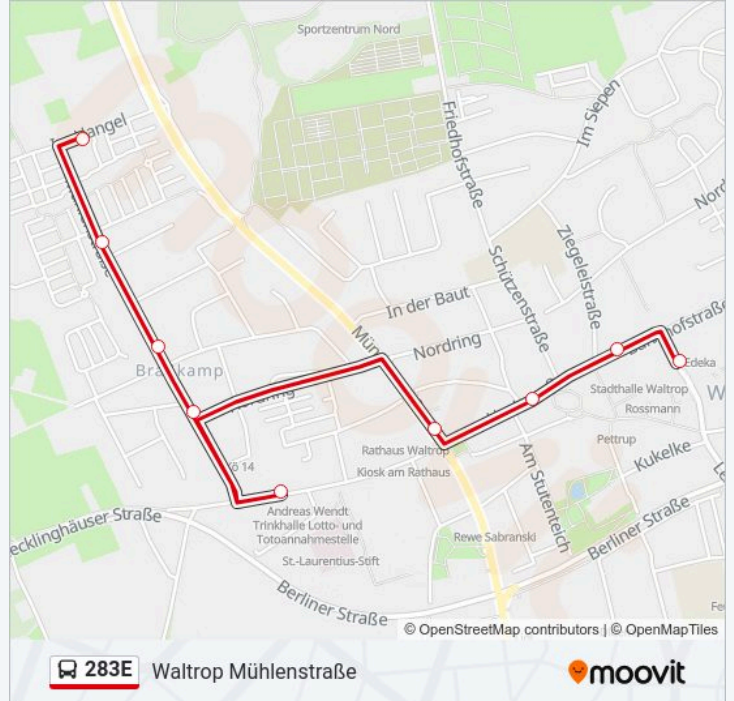 Sportzentrum Nord
Im Siepen
Friedhofstraße
Ziegeleistraße
Schützenstraße
In der Baut
Nordring
Edeka
Stadthalle Waltrop
Rossmann
Pettrup
Kukelke
Rathaus Waltrop
Kiosk am Rathaus
Am Stutenteich
Andreas Wendt
Trinkhalle Lotto- und
Totoannahmestelle
Rewe Sabranski
St.-Laurentius-Stift
ecklinghäuser Straße
Berliner Straße
Berliner Straße
© OpenStreetMap contributors | © OpenMapTiles
283E Waltrop Mühlenstraße
moovit